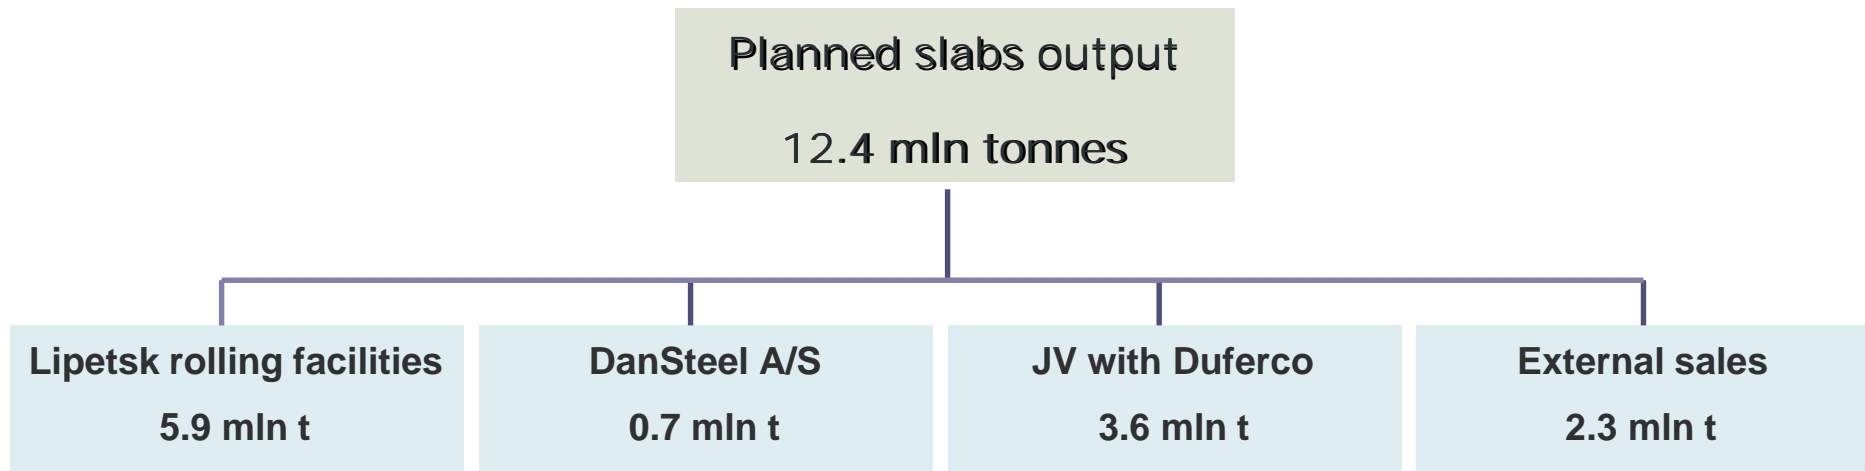 Planned slabs output
12.4 mln tonnes
Lipetsk rolling facilities
5.9 mln t
DanSteel A/S
0.7 mln t
JV with Duferco
3.6 mln t
External sales
2.3 mln t